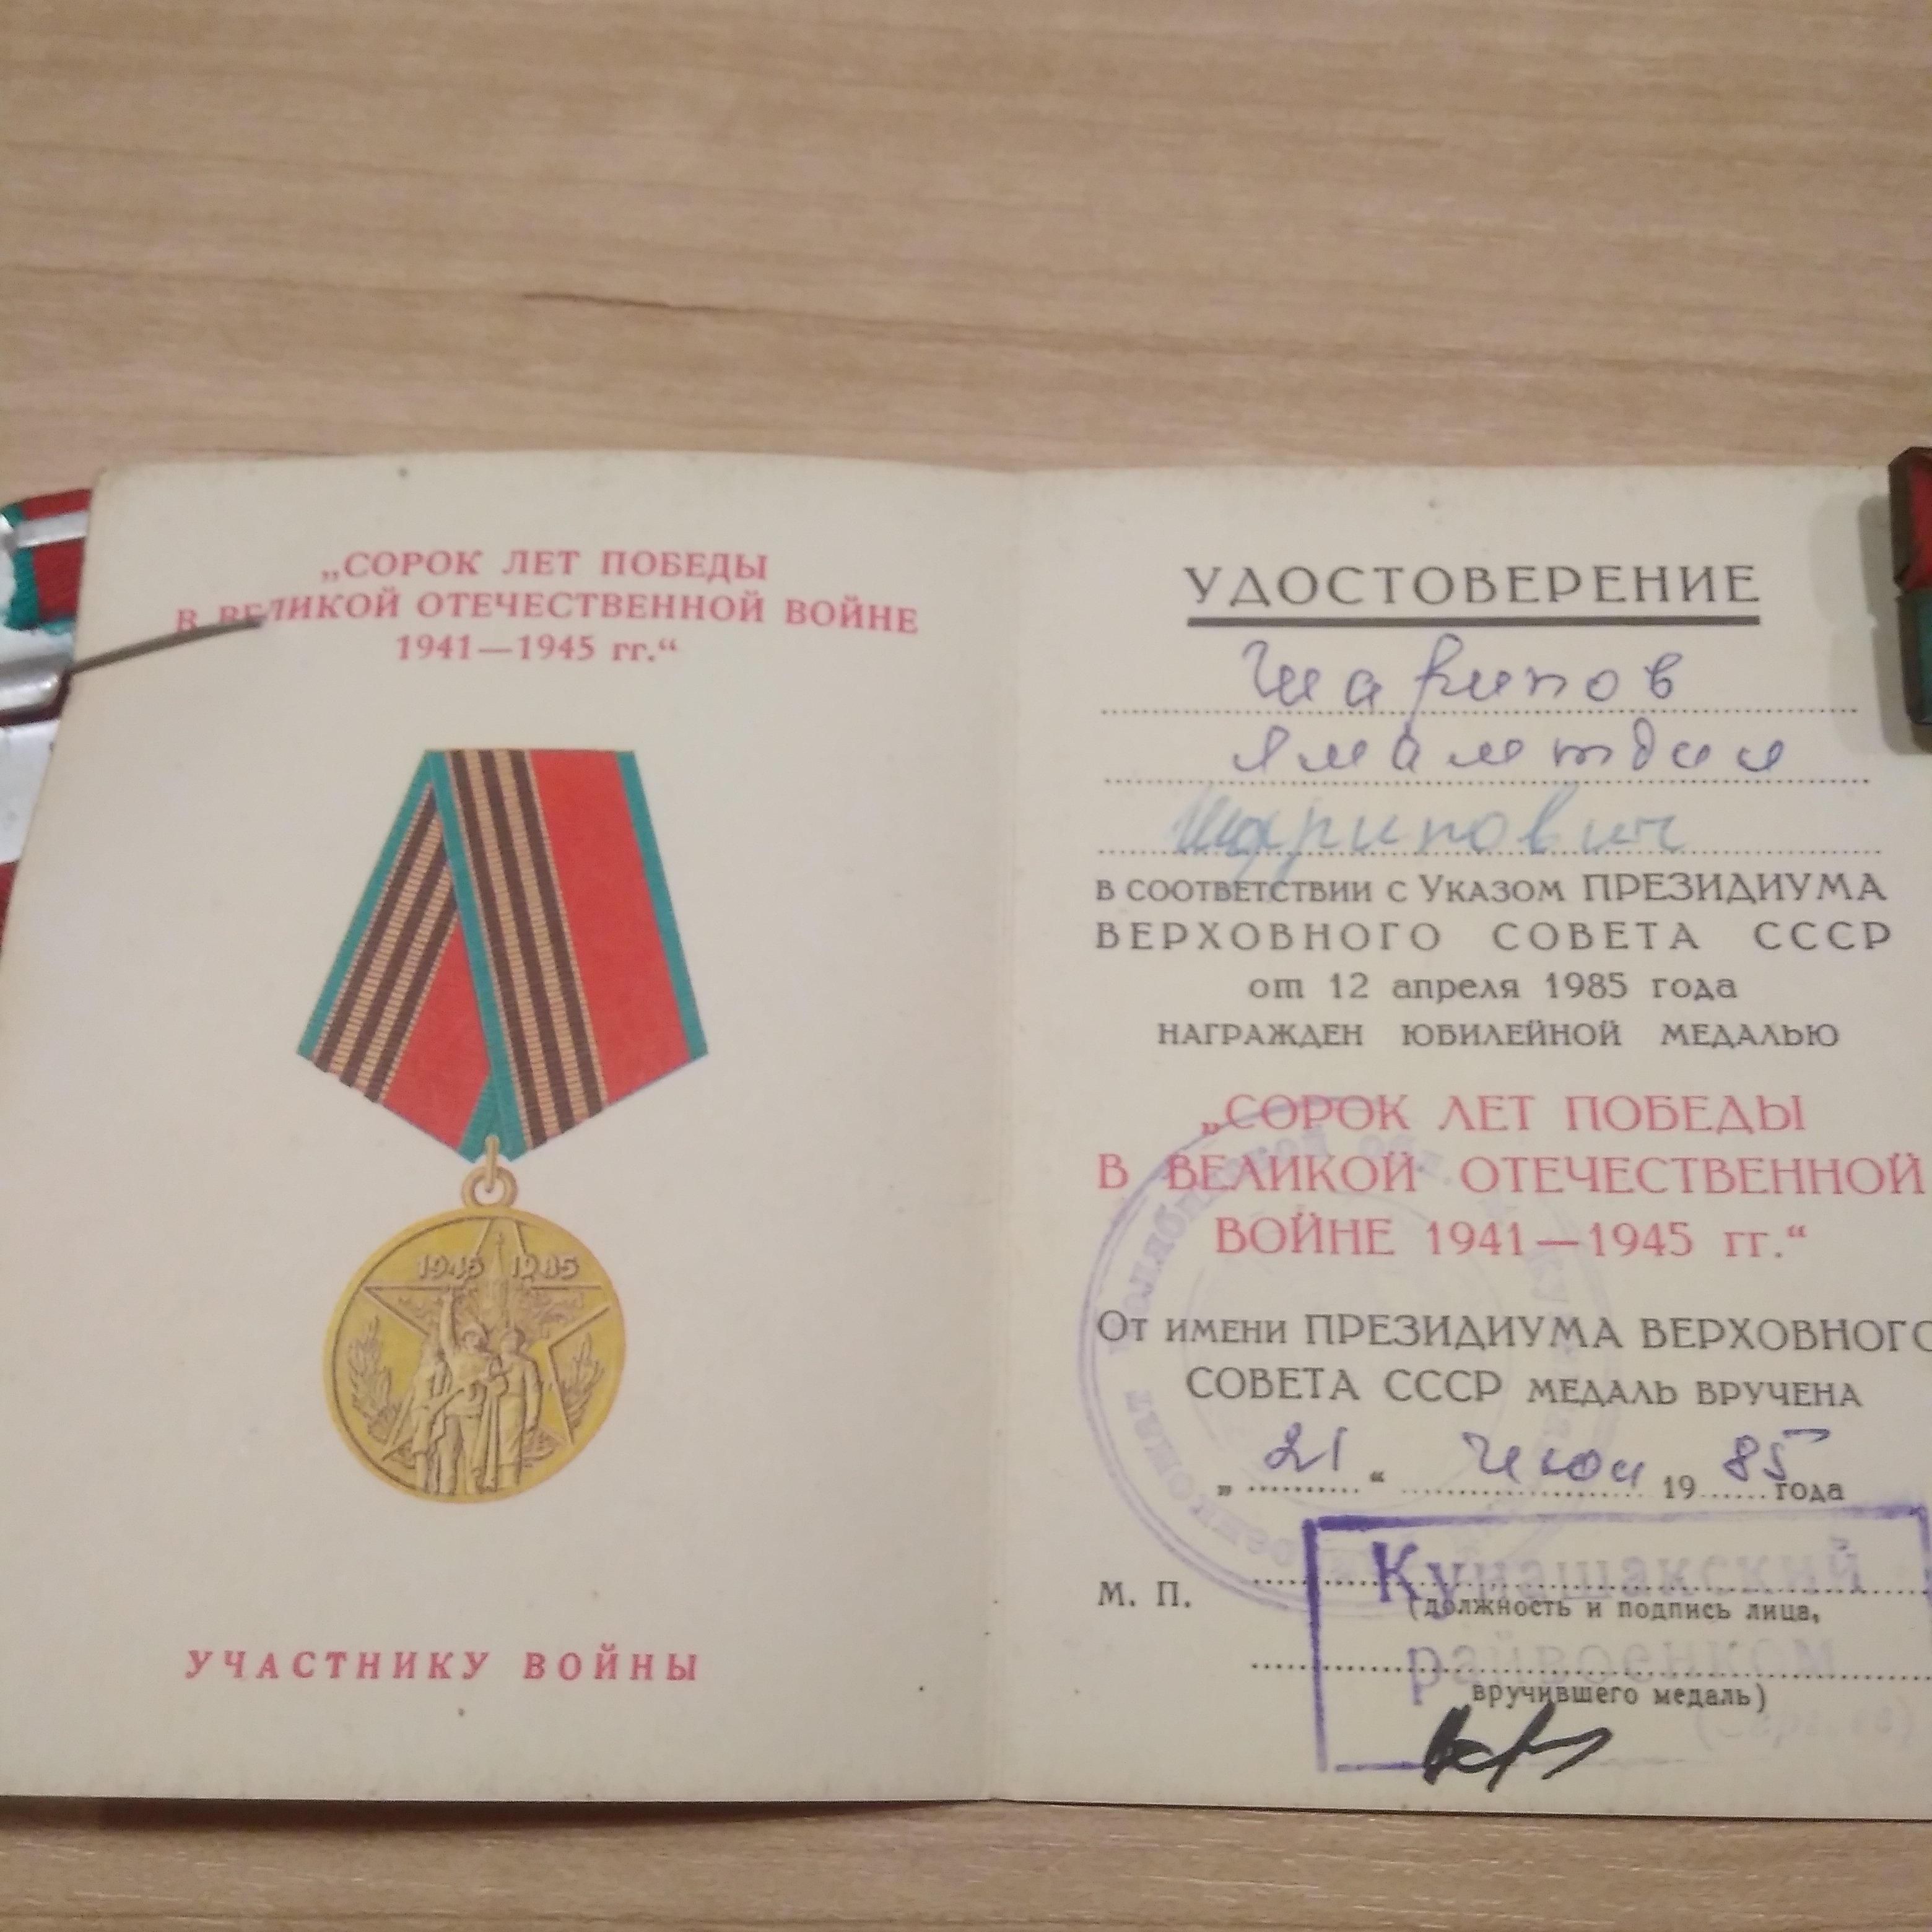 „СОРОК ЛЕТ ПОБЕДЫ
В ВЕЛИКОЙ ОТЕЧЕСТВЕННОЙ ВОЙНЕ
1941—1945 гг.“
1945 1985
УЧАСТНИКУ ВОЙНЫ
УДОСТОВЕРЕНИЕ
Шарипов
Ямамтдин
Шарипович
В СООТВЕТСТВИИ С УКАЗОМ ПРЕЗИДИУМА
ВЕРХОВНОГО СОВЕТА СССР
от 12 апреля 1985 года
НАГРАЖДЕН ЮБИЛЕЙНОЙ МЕДАЛЬЮ
„СОРОК ЛЕТ ПОБЕДЫ
В ВЕЛИКОЙ ОТЕЧЕСТВЕННОЙ
ВОЙНЕ 1941—1945 гг.“
ОТ ИМЕНИ ПРЕЗИДИУМА ВЕРХОВНОГО
СОВЕТА СССР МЕДАЛЬ ВРУЧЕНА
„21“ Июн 1985 года
Кунашакский
М. П.
(должность и подпись лица,
райвоенком
вручившего медаль)